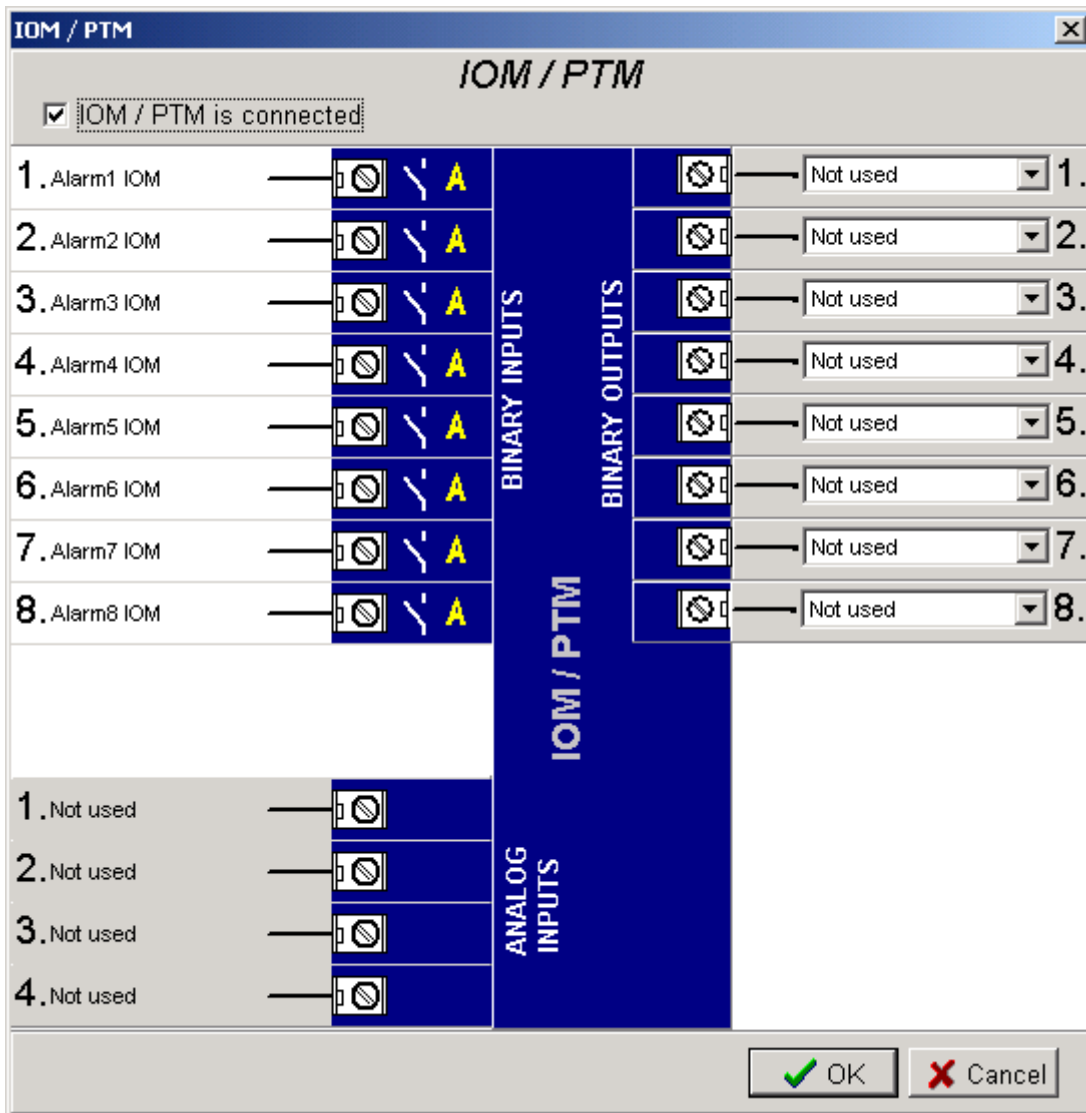 IOM / PTM
IOM / PTM
IOM / PTM is connected
1. Alarm1 IOM A
2. Alarm2 IOM A
3. Alarm3 IOM A
4. Alarm4 IOM A
5. Alarm5 IOM A
6. Alarm6 IOM A
7. Alarm7 IOM A
8. Alarm8 IOM A
BINARY INPUTS
BINARY OUTPUTS
Not used 1.
Not used 2.
Not used 3.
Not used 4.
Not used 5.
Not used 6.
Not used 7.
Not used 8.
IOM / PTM
1. Not used
2. Not used
3. Not used
4. Not used
ANALOG
INPUTS
OK
Cancel